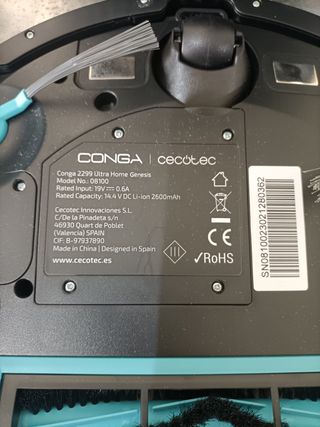 CONGA | cecotec
Conga 2299 Ultra Home Genesis
Model No.: 08100
Rated Input: 19V⎓0.6A
Rated Capacity: 14.4 V DC Li-ion 2600mAh
Cecotec Innovaciones S.L.
C/De la Pinadeta s/n
46930 Quart de Poblet
(Valencia) SPAIN
CIF: B-97937890
Made in China | Designed in Spain
www.cecotec.es
III
CE
✓RoHS
SN0810023021280362